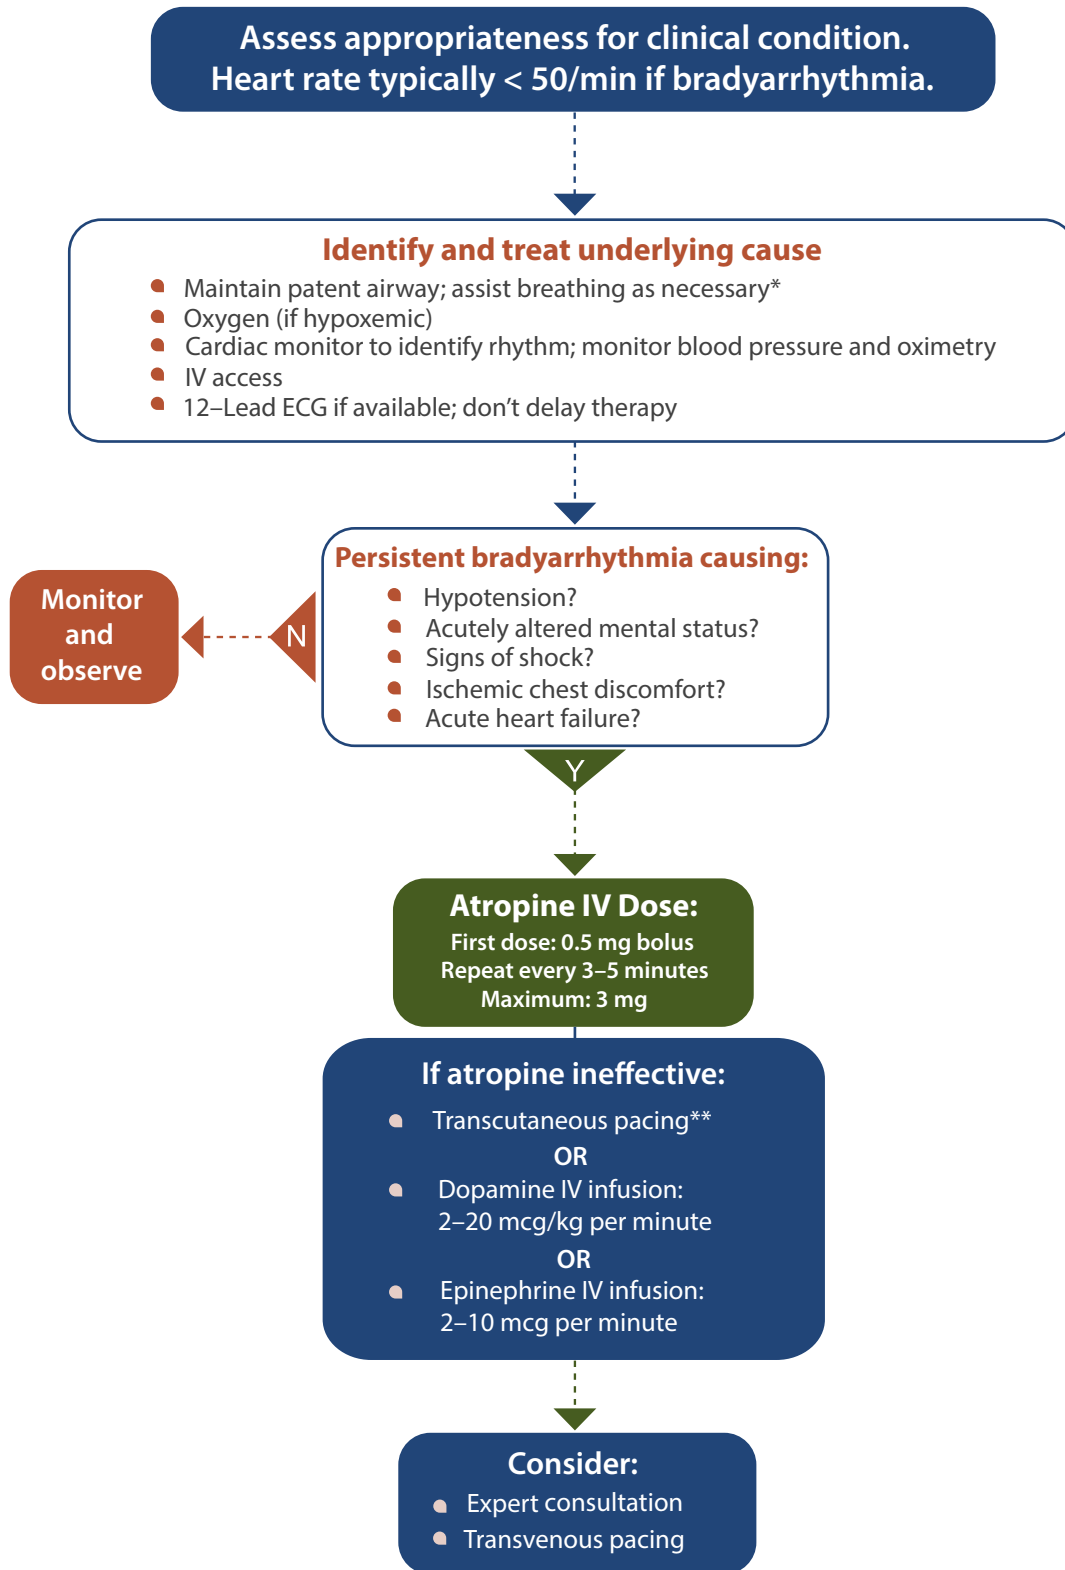 Assess appropriateness for clinical condition.
Heart rate typically < 50/min if bradyarrhythmia.
Identify and treat underlying cause
Maintain patent airway; assist breathing as necessary*
Oxygen (if hypoxemic)
Cardiac monitor to identify rhythm; monitor blood pressure and oximetry
IV access
12–Lead ECG if available; don't delay therapy
Persistent bradyarrhythmia causing:
Hypotension?
Acutely altered mental status?
Signs of shock?
Ischemic chest discomfort?
Acute heart failure?
N
Monitor
and
observe
Y
Atropine IV Dose:
First dose: 0.5 mg bolus
Repeat every 3–5 minutes
Maximum: 3 mg
If atropine ineffective:
Transcutaneous pacing**
OR
Dopamine IV infusion:
2–20 mcg/kg per minute
OR
Epinephrine IV infusion:
2–10 mcg per minute
Consider:
Expert consultation
Transvenous pacing